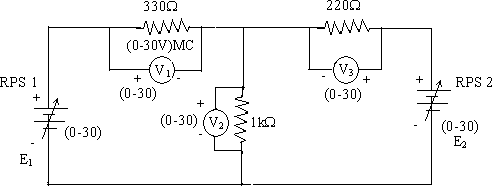 330Ω
220Ω
(0-30V)MC
RPS 1
+ V1 -
- V3 +
RPS 2
+
(0-30)
(0-30)
+
+
(0-30)
V2
1kΩ
(0-30)
-
-
-
(0-30)
E1
E2